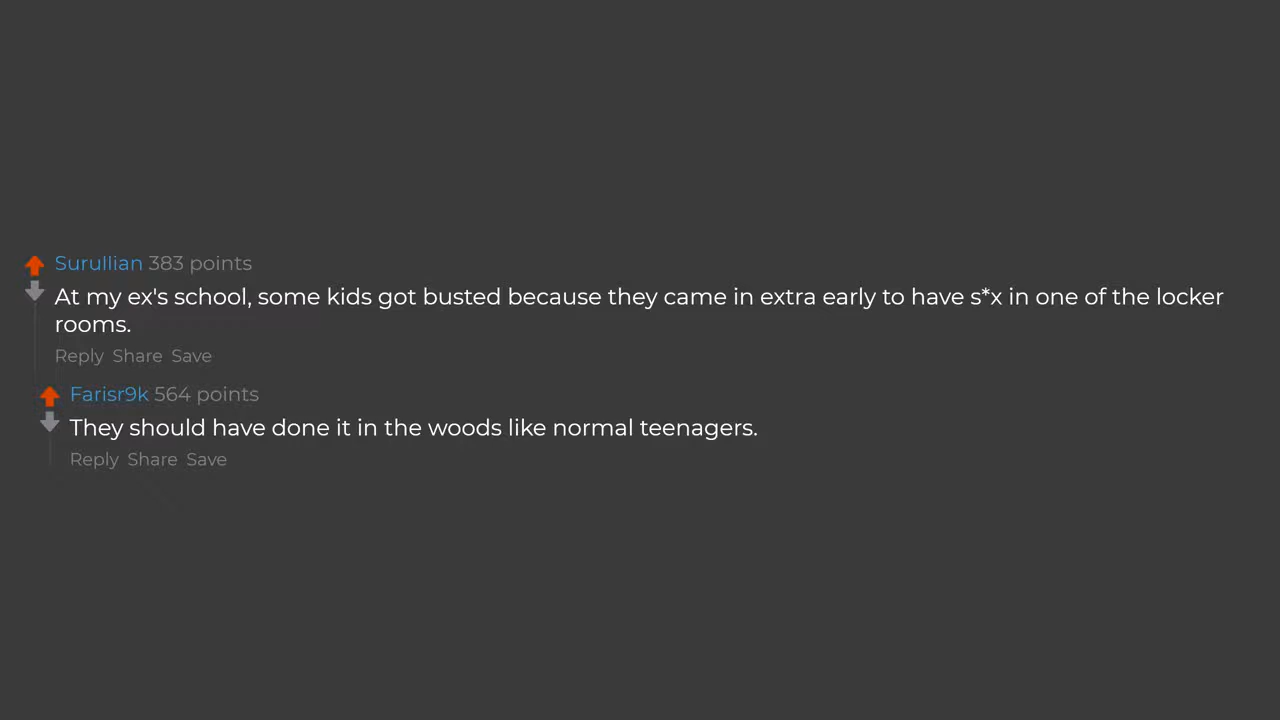 Surullian 383 points
At my ex's school, some kids got busted because they came in extra early to have s*x in one of the locker
rooms.
Reply Share Save
Farisr9k 564 points
They should have done it in the woods like normal teenagers.
Reply Share Save